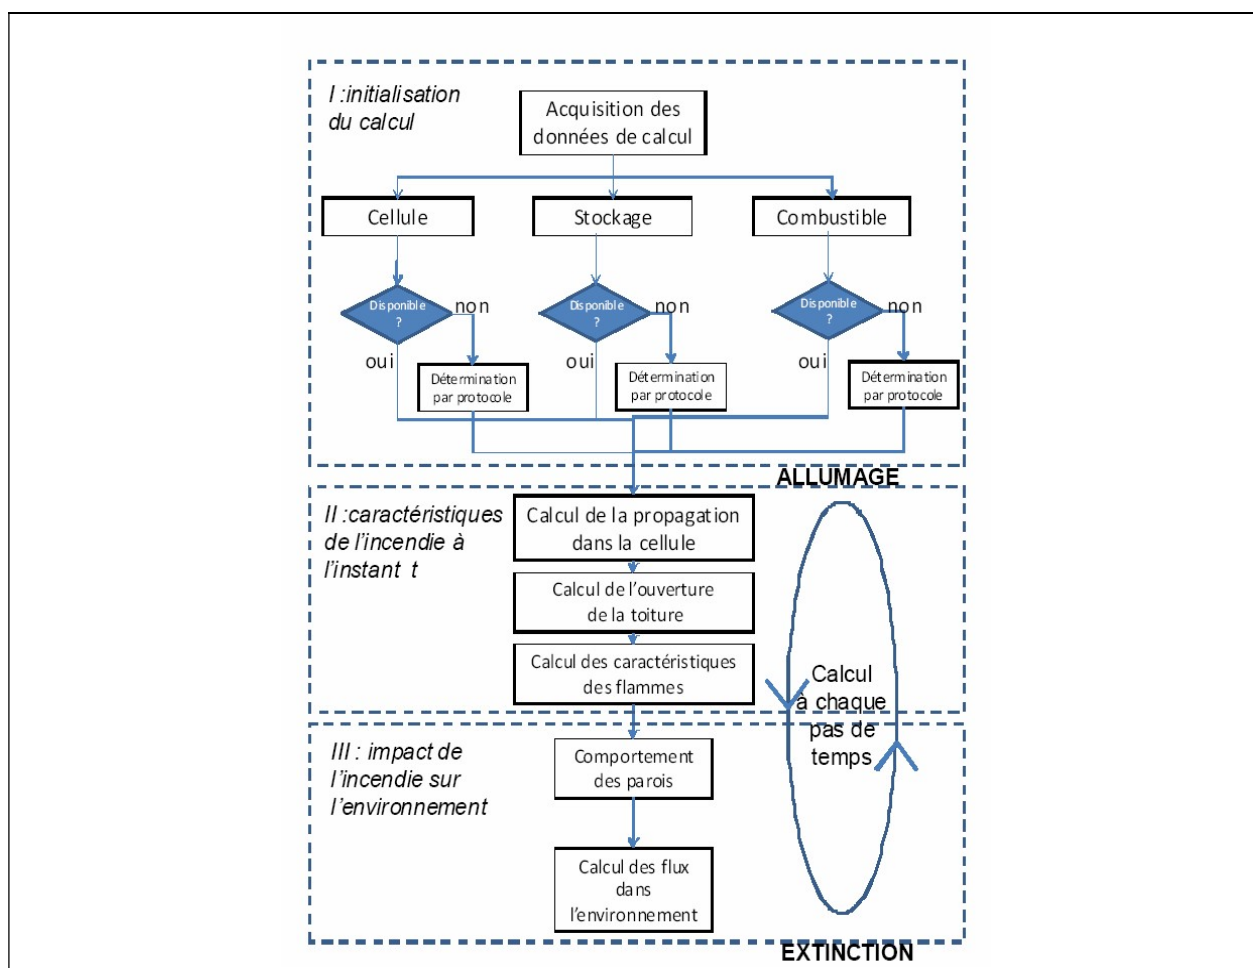 I :initialisation
du calcul
Acquisition des
données de calcul
Cellule
Stockage
Combustible
Disponible
?
non
oui
Disponible
?
non
oui
Disponible
?
non
oui
Détermination
par protocole
Détermination
par protocole
Détermination
par protocole
ALLUMAGE
II :caractéristiques
de l'incendie à
l'instant t
Calcul de la propagation
dans la cellule
Calcul de l'ouverture
de la toiture
Calcul des caractéristiques
des flammes
Calcul
à chaque
pas de
temps
III : impact de
l'incendie sur
l'environnement
Comportement
des parois
Calcul des flux
dans
l'environnement
EXTINCTION